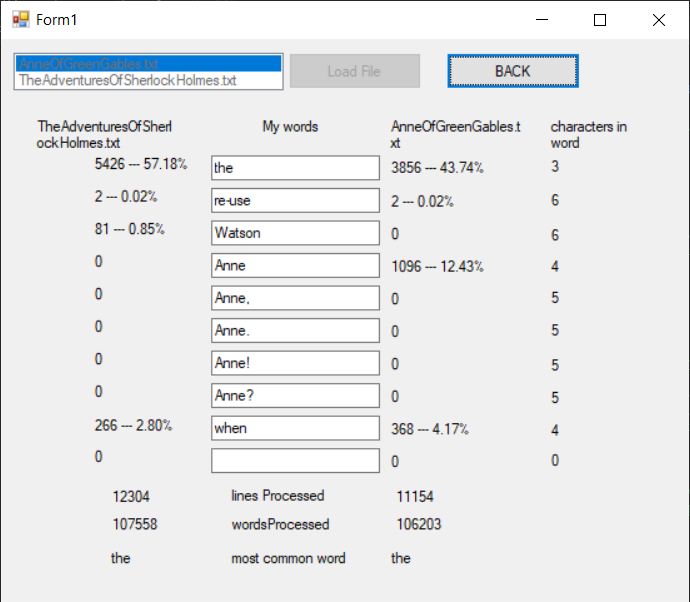 Form1
AnneOfGreenGables.txt
TheAdventuresOfSherlockHolmes.txt
Load File
BACK
TheAdventuresOfSherl
ockHolmes.txt
My words
AnneOfGreenGables.t
xt
characters in
word
5426 --- 57.18% the 3856 --- 43.74% 3
2 --- 0.02% re-use 2 --- 0.02% 6
81 --- 0.85% Watson 0 6
0 Anne 1096 --- 12.43% 4
0 Anne, 0 5
0 Anne. 0 5
0 Anne! 0 5
0 Anne? 0 5
266 --- 2.80% when 368 --- 4.17% 4
0 0 0
12304 lines Processed 11154
107558 wordsProcessed 106203
the most common word the